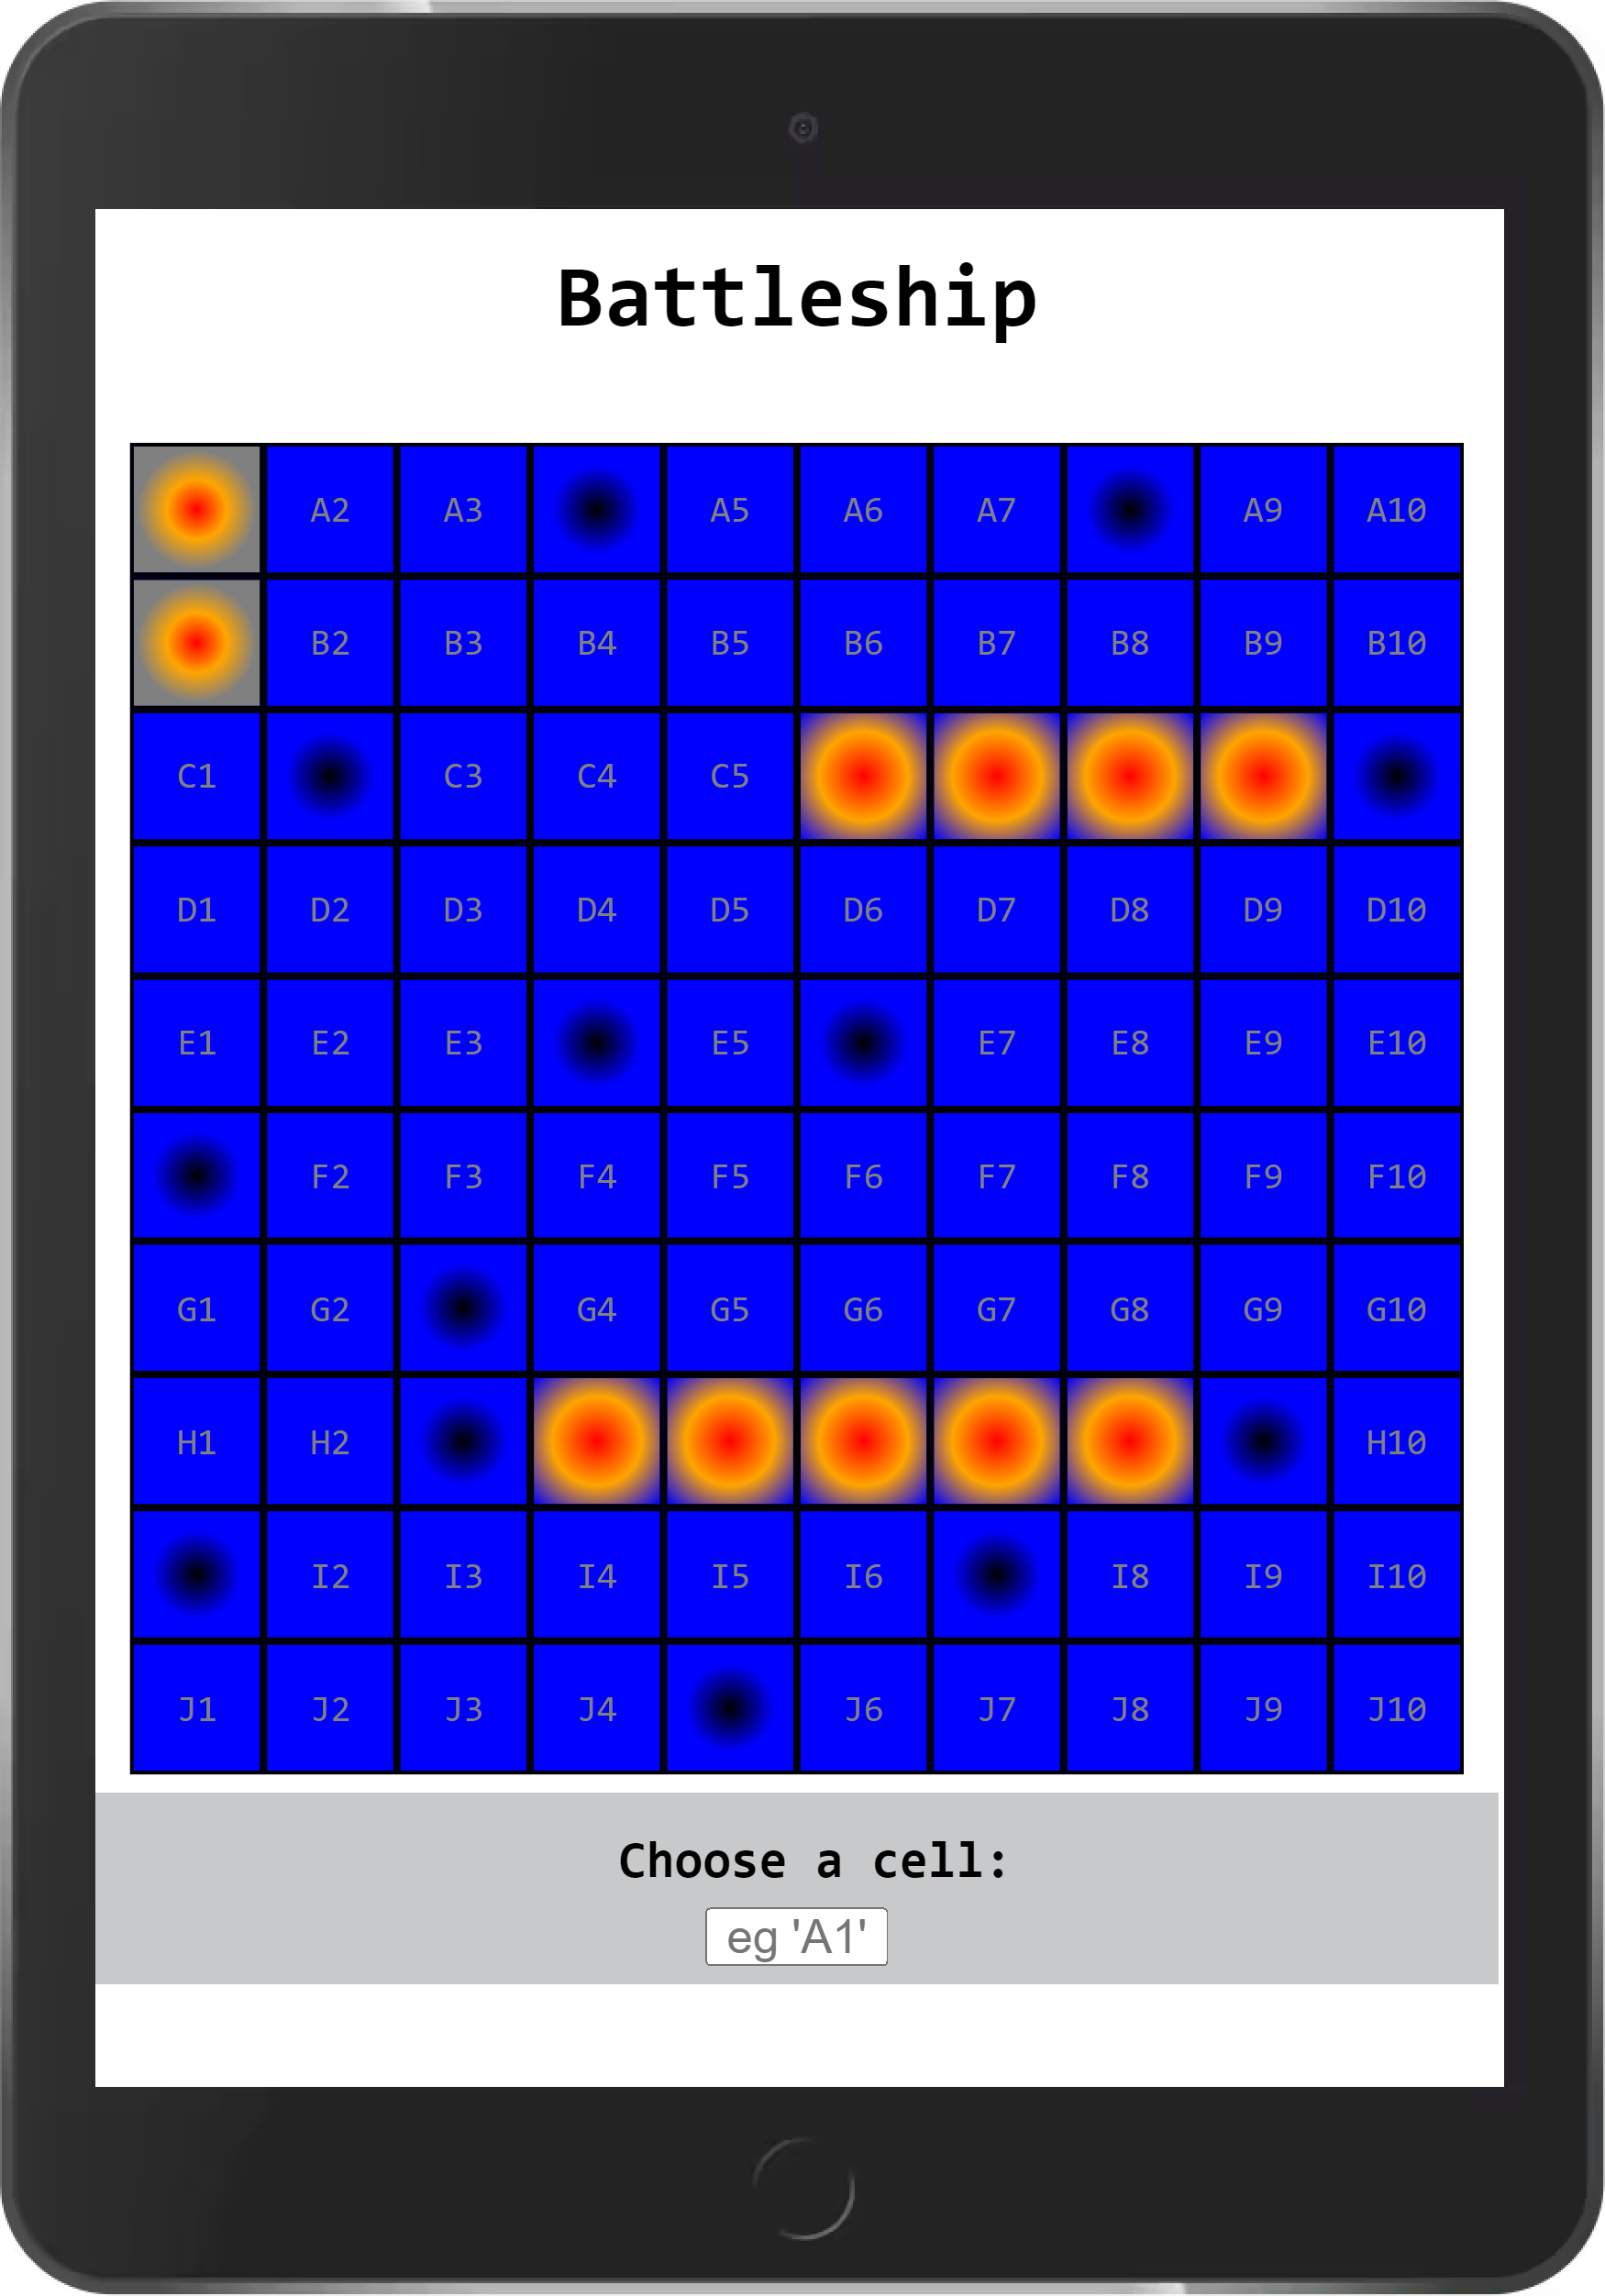 Battleship
A2 A3 A5 A6 A7 A9 A10
B2 B3 B4 B5 B6 B7 B8 B9 B10
C1 C3 C4 C5
D1 D2 D3 D4 D5 D6 D7 D8 D9 D10
E1 E2 E3 E5 E7 E8 E9 E10
F2 F3 F4 F5 F6 F7 F8 F9 F10
G1 G2 G4 G5 G6 G7 G8 G9 G10
H1 H2 H10
I2 I3 I4 I5 I6 I8 I9 I10
J1 J2 J3 J4 J6 J7 J8 J9 J10
Choose a cell:
eg 'A1'